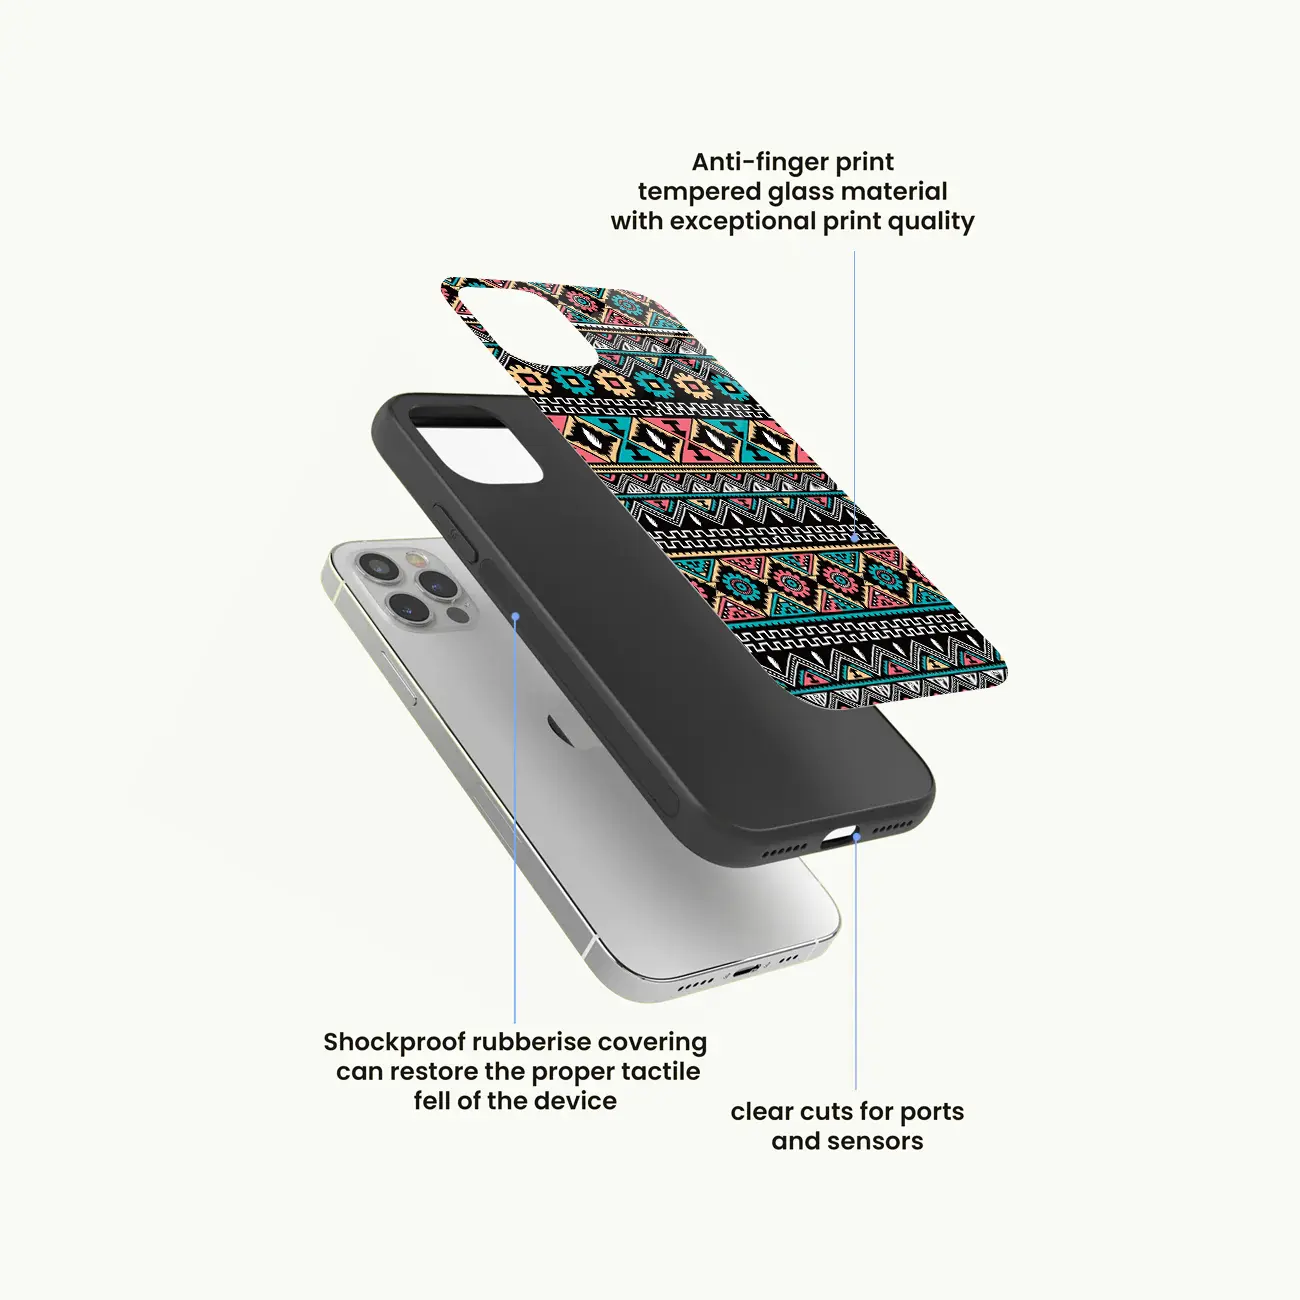 Anti-finger print
tempered glass material
with exceptional print quality
Shockproof rubberise covering
can restore the proper tactile
fell of the device
clear cuts for ports
and sensors